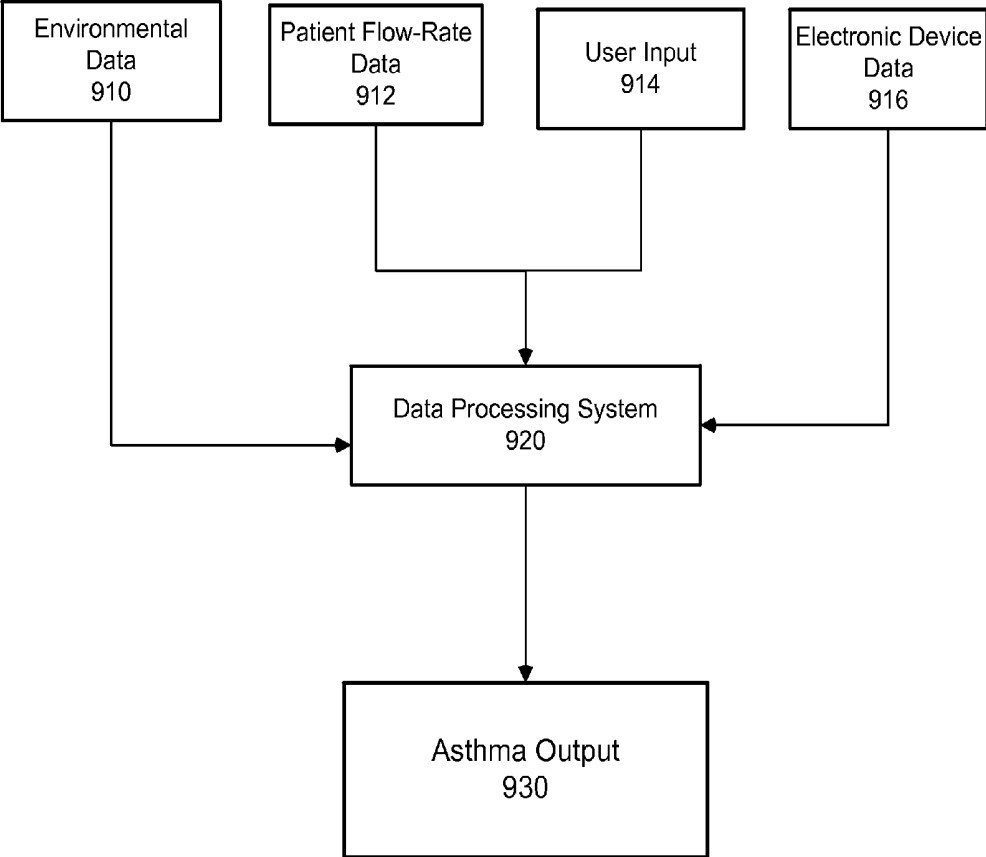 Environmental
Data
910
Patient Flow-Rate
Data
912
User Input
914
Electronic Device
Data
916
Data Processing System
920
Asthma Output
930